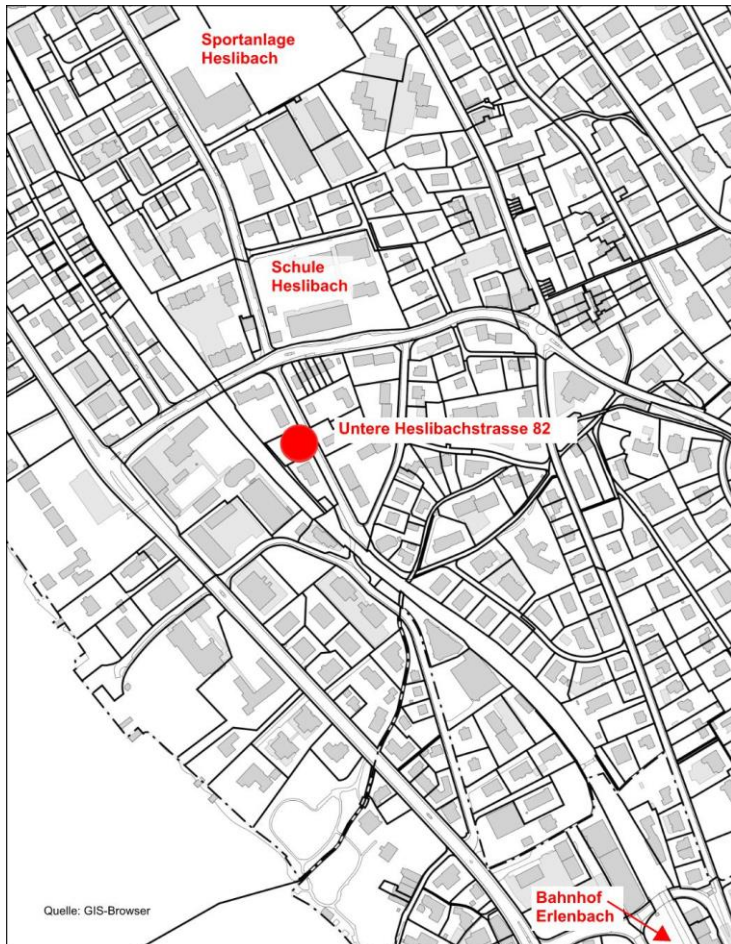 Sportanlage
Heslibach
Schule
Heslibach
Untere Heslibachstrasse 82
Bahnhof
Erlenbach
Quelle: GIS-Browser